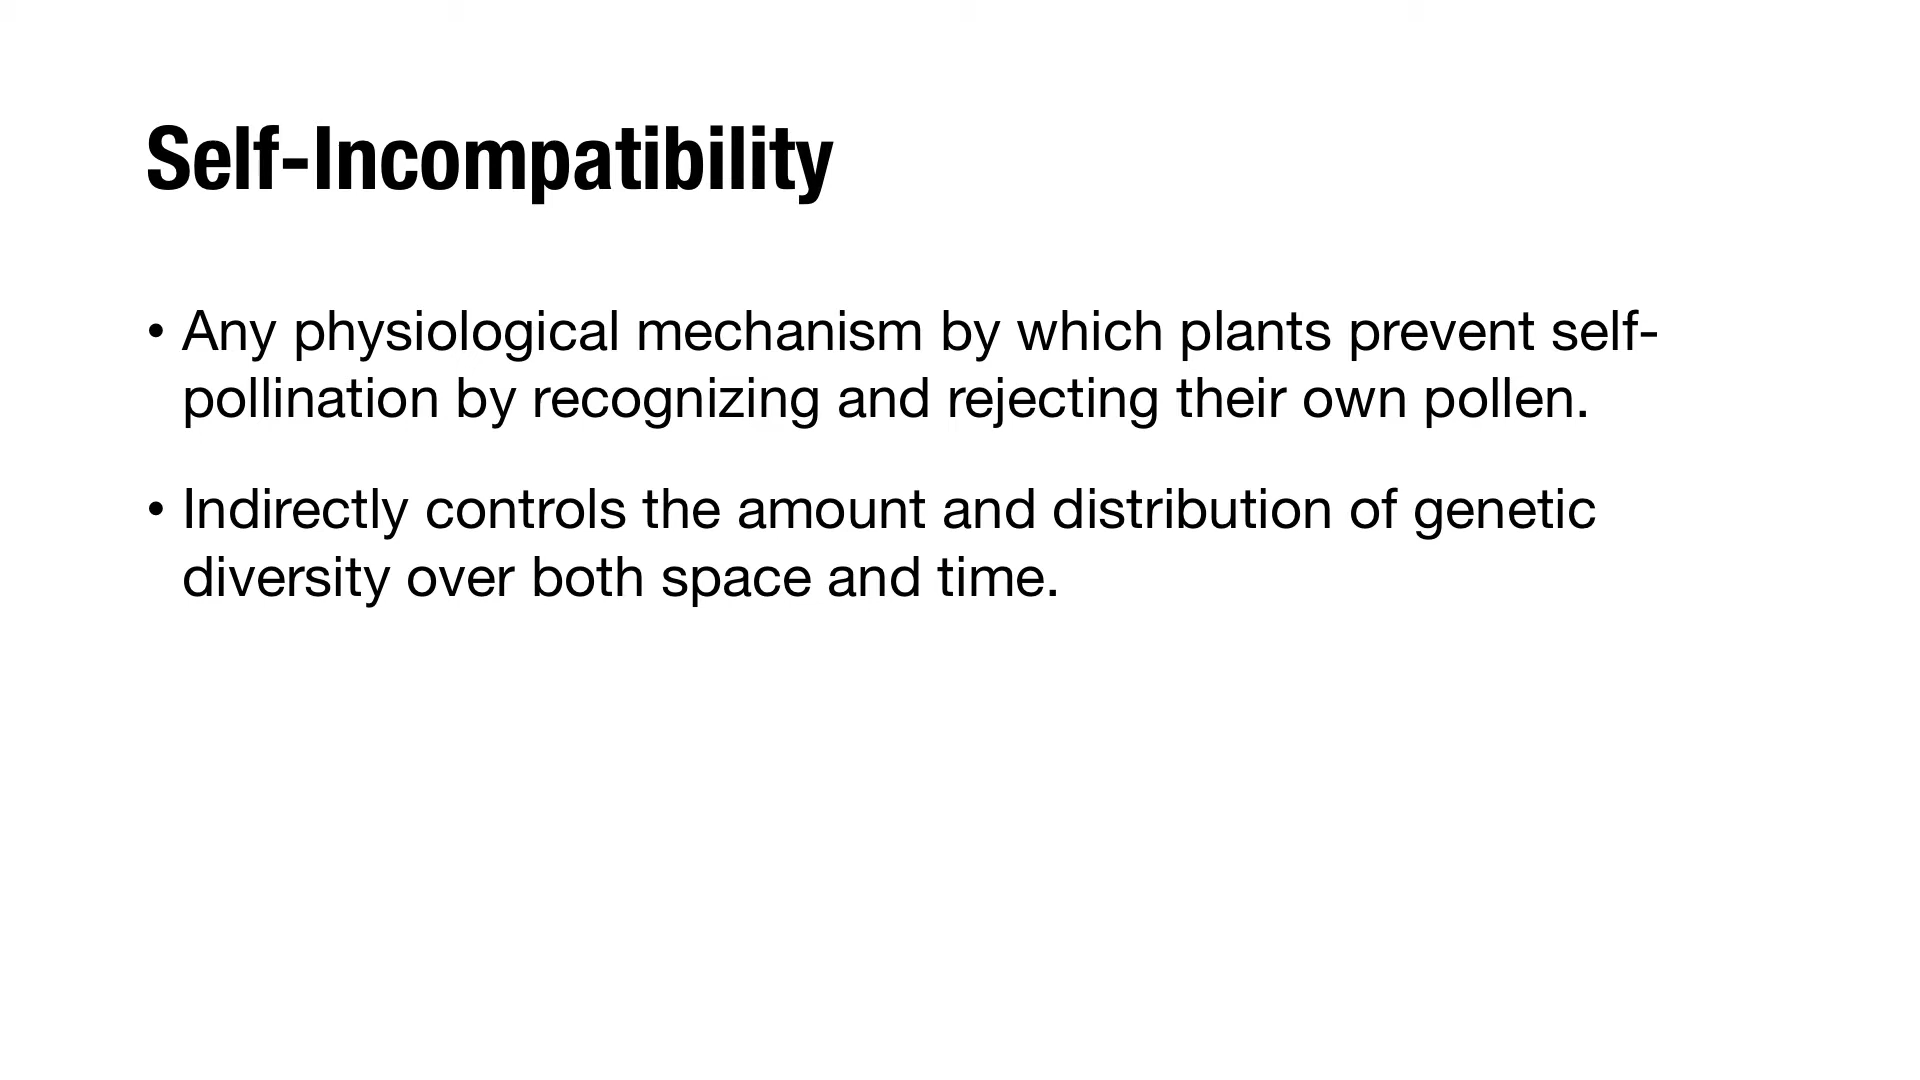 Self-Incompatibility
• Any physiological mechanism by which plants prevent self-
pollination by recognizing and rejecting their own pollen.
• Indirectly controls the amount and distribution of genetic
diversity over both space and time.